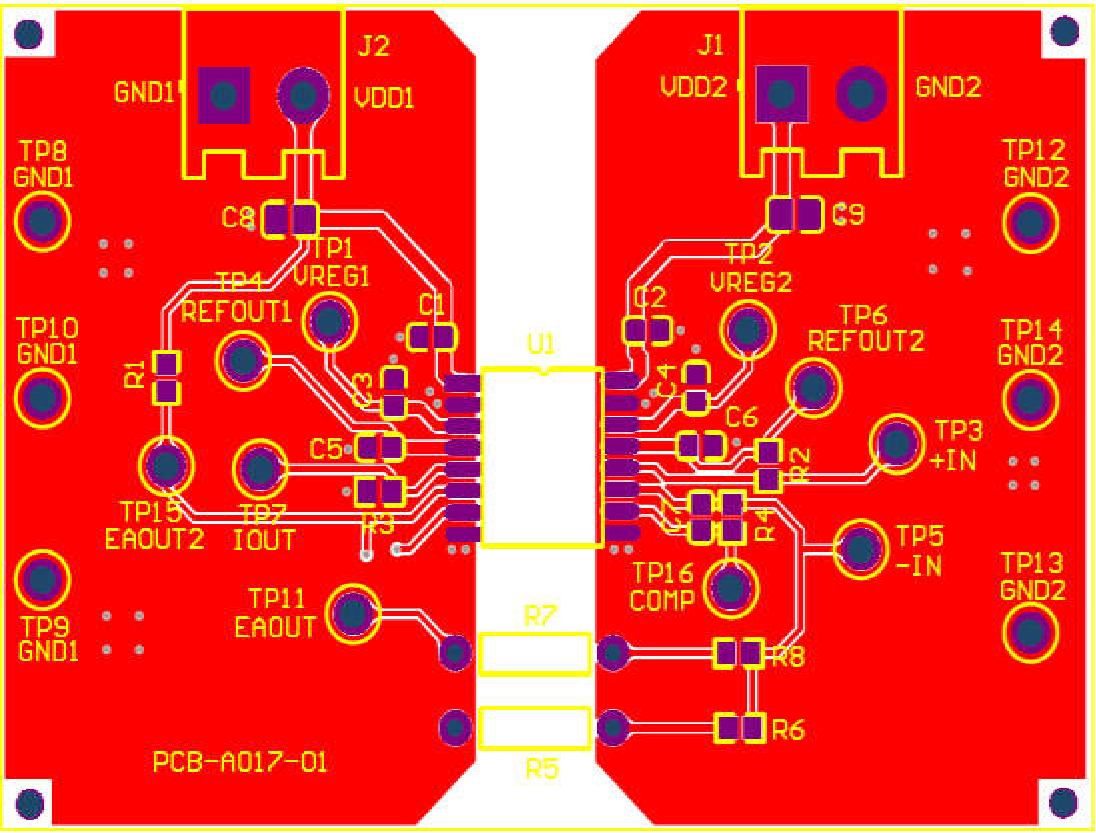 J2
J1
GND1
VDD1
VDD2
GND2
TP8
GND1
TP12
GND2
C8
C9
TP1
VREG1
TP2
VREG2
TP4
REFOUT1
C1
C2
TP6
REFOUT2
TP10
GND1
TP14
GND2
U1
R1
C3
C4
C5
C6
TP3
+IN
R2
TP15
EAOUT2
TP7
IOUT
R3
C7
R4
TP5
-IN
TP16
COMP
TP13
GND2
TP11
EAOUT
TP9
GND1
R7
R8
R6
R5
PCB-A017-01